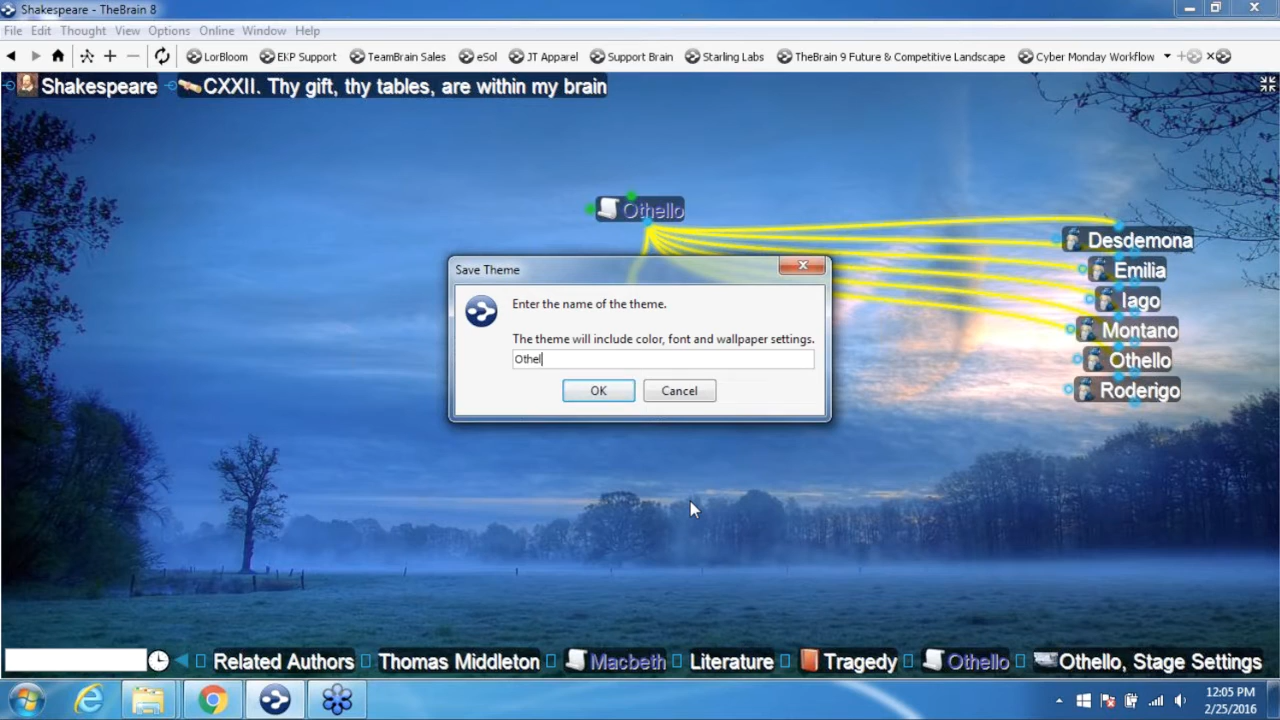 Shakespeare - TheBrain 8
File Edit Thought View Options Online Window Help
LorBloom EKP Support TeamBrain Sales eSol JT Apparel Support Brain Starling Labs TheBrain 9 Future & Competitive Landscape Cyber Monday Workflow
Shakespeare CXXII. Thy gift, thy tables, are within my brain
Othello
Desdemona
Emilia
Iago
Montano
Othello
Roderigo
Save Theme
Enter the name of the theme.
The theme will include color, font and wallpaper settings.
Othel
OK Cancel
Related Authors Thomas Middleton Macbeth Literature Tragedy Othello Othello, Stage Settings
12:05 PM
2/25/2016